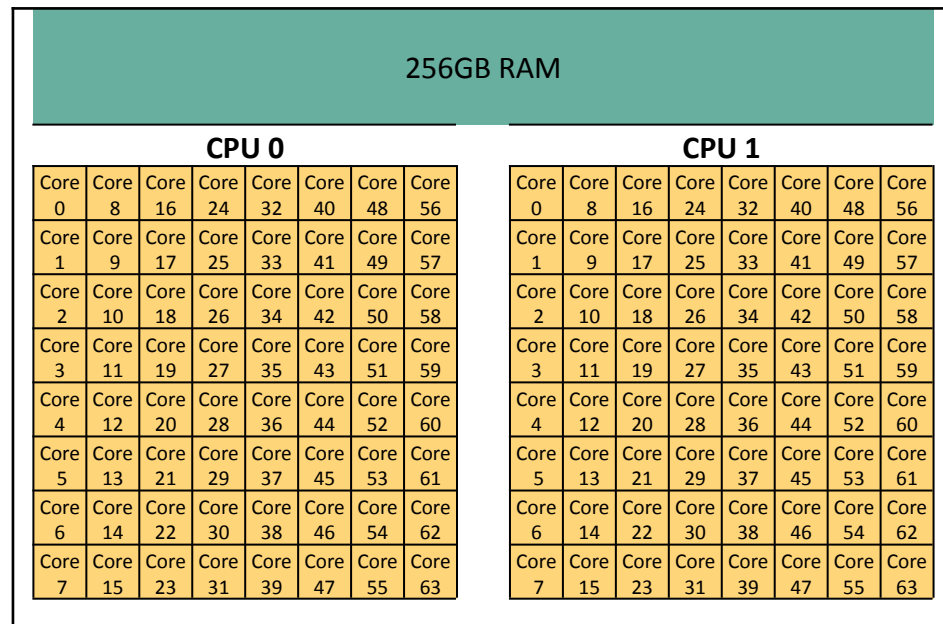 256GB RAM
CPU 0
CPU 1
Core Core Core Core Core Core Core Core
0 8 16 24 32 40 48 56
Core Core Core Core Core Core Core Core
1 9 17 25 33 41 49 57
Core Core Core Core Core Core Core Core
2 10 18 26 34 42 50 58
Core Core Core Core Core Core Core Core
3 11 19 27 35 43 51 59
Core Core Core Core Core Core Core Core
4 12 20 28 36 44 52 60
Core Core Core Core Core Core Core Core
5 13 21 29 37 45 53 61
Core Core Core Core Core Core Core Core
6 14 22 30 38 46 54 62
Core Core Core Core Core Core Core Core
7 15 23 31 39 47 55 63
Core Core Core Core Core Core Core Core
0 8 16 24 32 40 48 56
Core Core Core Core Core Core Core Core
1 9 17 25 33 41 49 57
Core Core Core Core Core Core Core Core
2 10 18 26 34 42 50 58
Core Core Core Core Core Core Core Core
3 11 19 27 35 43 51 59
Core Core Core Core Core Core Core Core
4 12 20 28 36 44 52 60
Core Core Core Core Core Core Core Core
5 13 21 29 37 45 53 61
Core Core Core Core Core Core Core Core
6 14 22 30 38 46 54 62
Core Core Core Core Core Core Core Core
7 15 23 31 39 47 55 63